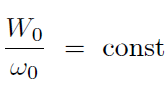 W₀/ω₀ = const